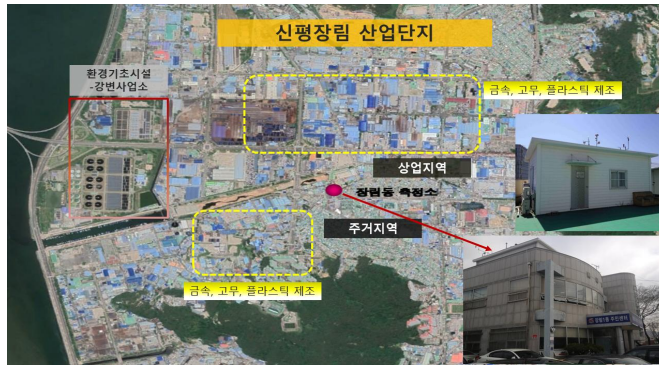 신평장림 산업단지
환경기초시설
-강변사업소
금속, 고무, 플라스틱 제조
상업지역
장림동 측정소
주거지역
금속, 고무, 플라스틱 제조